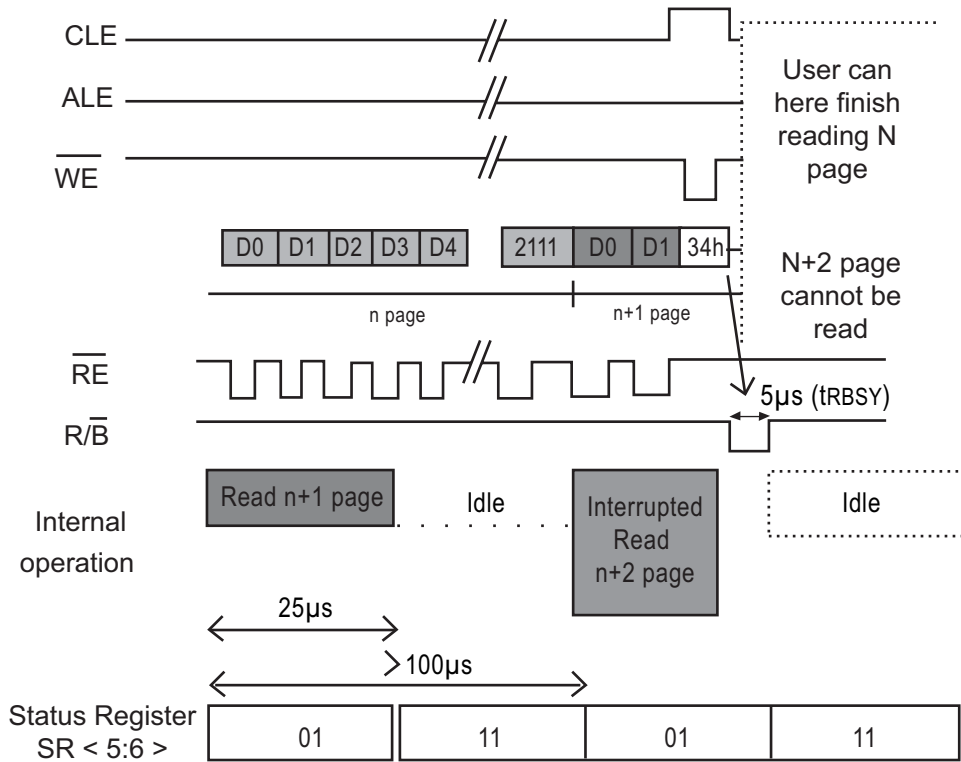 CLE
ALE
WE
User can
here finish
reading N
page
N+2 page
cannot be
read
D0 D1 D2 D3 D4 2111 D0 D1 34h
n page n+1 page
RE
5µs (tRBSY)
R/B
Internal
operation
Read n+1 page
Idle
Interrupted
Read
n+2 page
Idle
25µs
100µs
Status Register
SR < 5:6 >
01 11 01 11